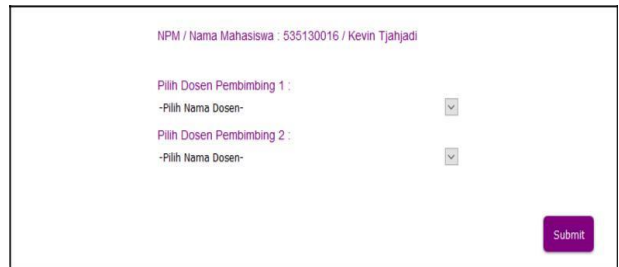 NPM / Nama Mahasiswa : 535130016 / Kevin Tjahjadi
Pilih Dosen Pembimbing 1 :
-Pilih Nama Dosen-
Pilih Dosen Pembimbing 2 :
-Pilih Nama Dosen-
Submit